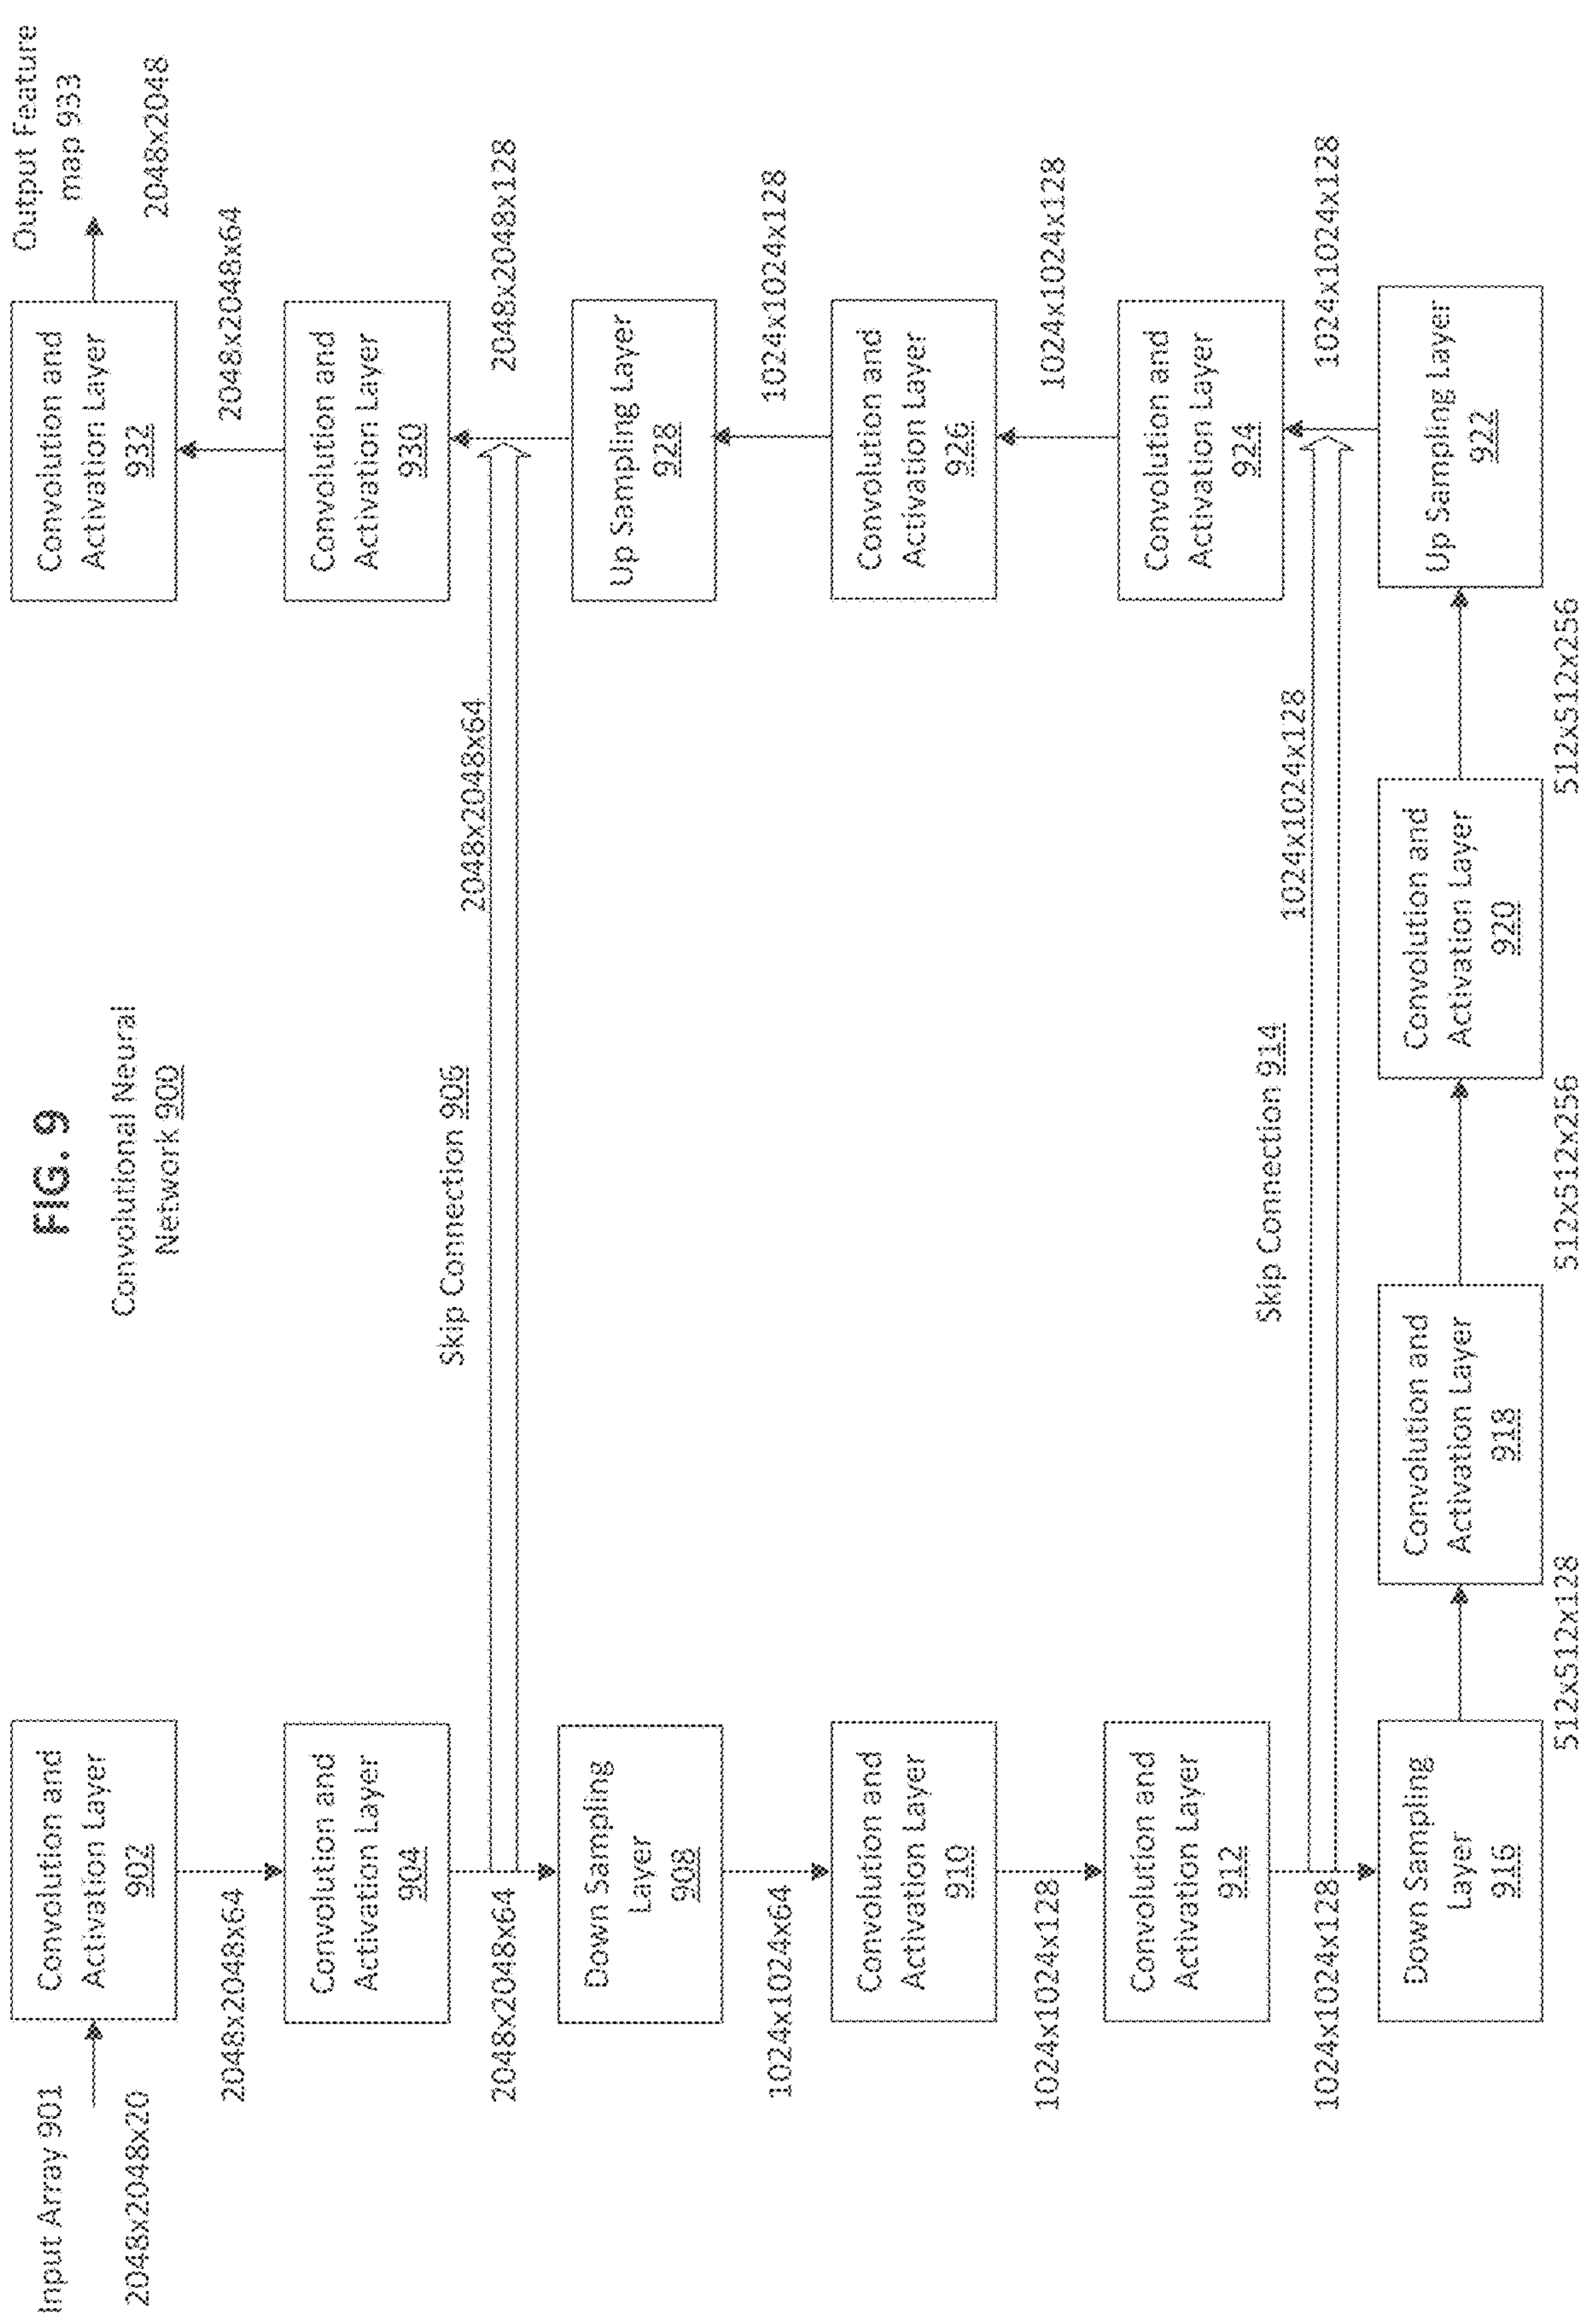 FIG. 9
Convolutional Neural
Network 900
Input Array 901
2048x2048x20
Convolution and
Activation Layer
902
2048x2048x64
Convolution and
Activation Layer
904
2048x2048x64
Skip Connection 906
2048x2048x64
Down Sampling
Layer
908
1024x1024x64
Convolution and
Activation Layer
910
1024x1024x128
Convolution and
Activation Layer
912
1024x1024x128
Skip Connection 914
1024x1024x128
Down Sampling
Layer
916
512x512x128
Convolution and
Activation Layer
918
512x512x256
Convolution and
Activation Layer
920
512x512x256
Up Sampling Layer
922
1024x1024x128
Convolution and
Activation Layer
924
1024x1024x128
Convolution and
Activation Layer
926
1024x1024x128
Up Sampling Layer
928
2048x2048x128
Convolution and
Activation Layer
930
2048x2048x64
Convolution and
Activation Layer
932
Output Feature
map 933
2048x2048